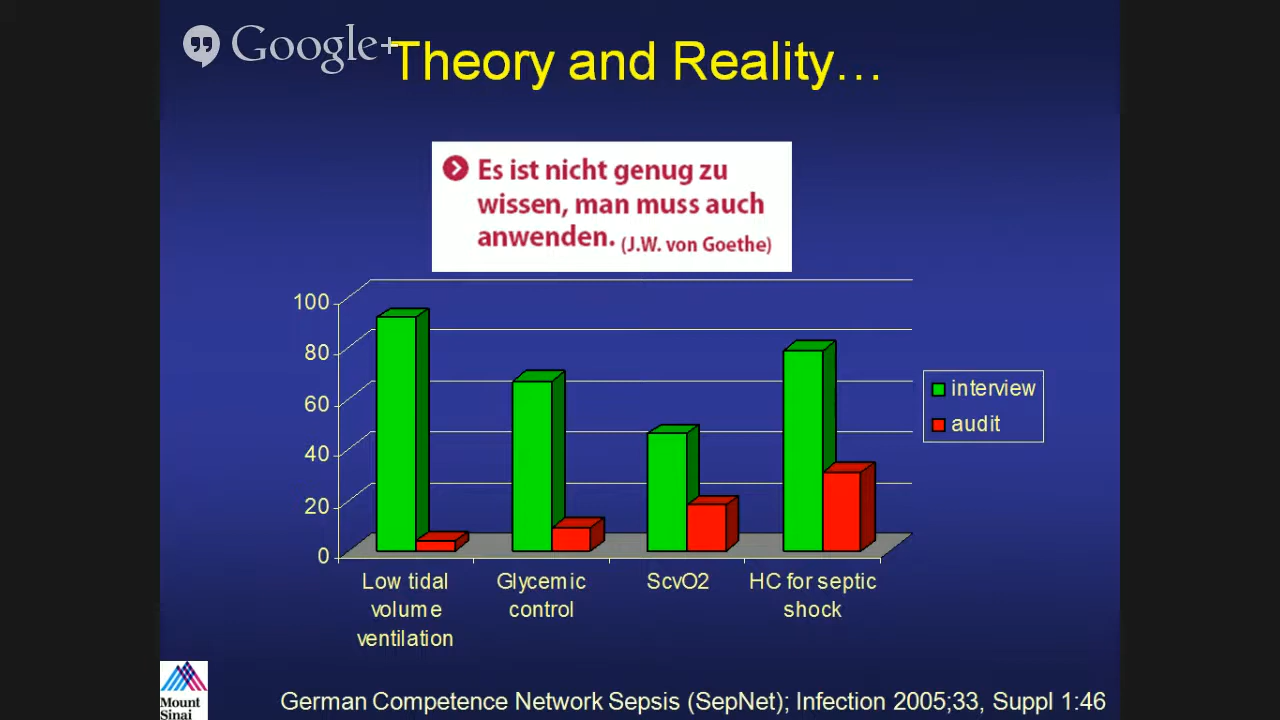 Google+
Theory and Reality...
Es ist nicht genug zu
wissen, man muss auch
anwenden. (J.W. von Goethe)
100
80
60
40
20
0
interview
audit
Low tidal
volume
ventilation
Glycemic
control
ScvO2
HC for septic
shock
Mount
Sinai
German Competence Network Sepsis (SepNet); Infection 2005;33, Suppl 1:46